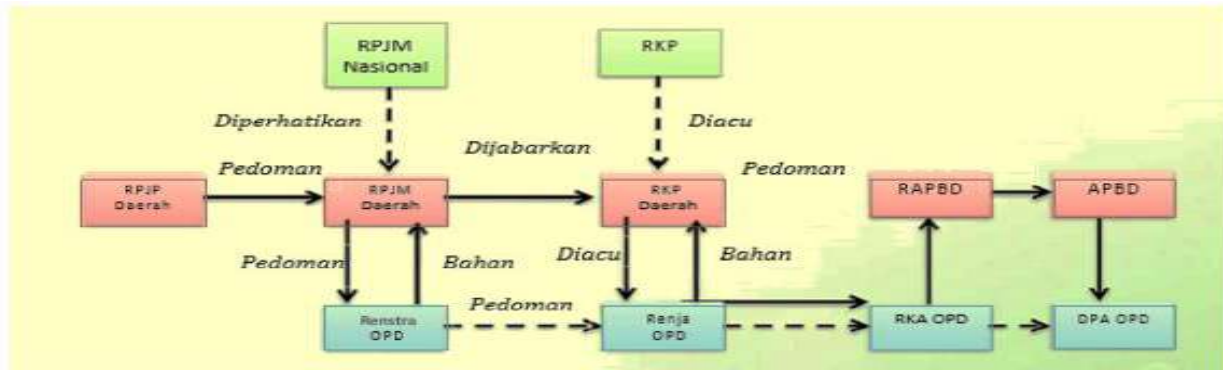 RPJM
Nasional
RKP
Diperhatikan
Diacu
Pedoman
Dijabarkan
Pedoman
RPJP
Daerah
RPJM
Daerah
RKP
Daerah
RAPBD
APBD
Pedoman
Bahan
Diacu
Bahan
Pedoman
Renstra
OPD
Renja
OPD
RKA OPD
DPA OPD